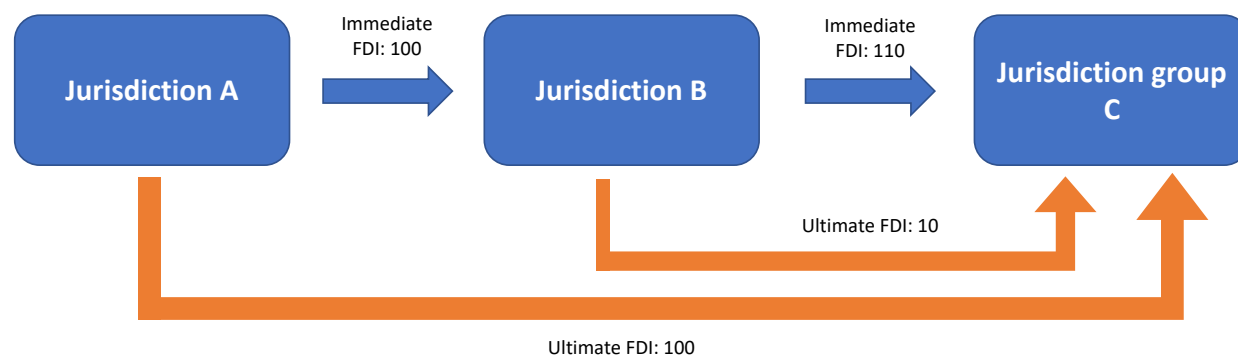 Immediate
FDI: 100
Immediate
FDI: 110
Jurisdiction A
Jurisdiction B
Jurisdiction group
C
Ultimate FDI: 10
Ultimate FDI: 100